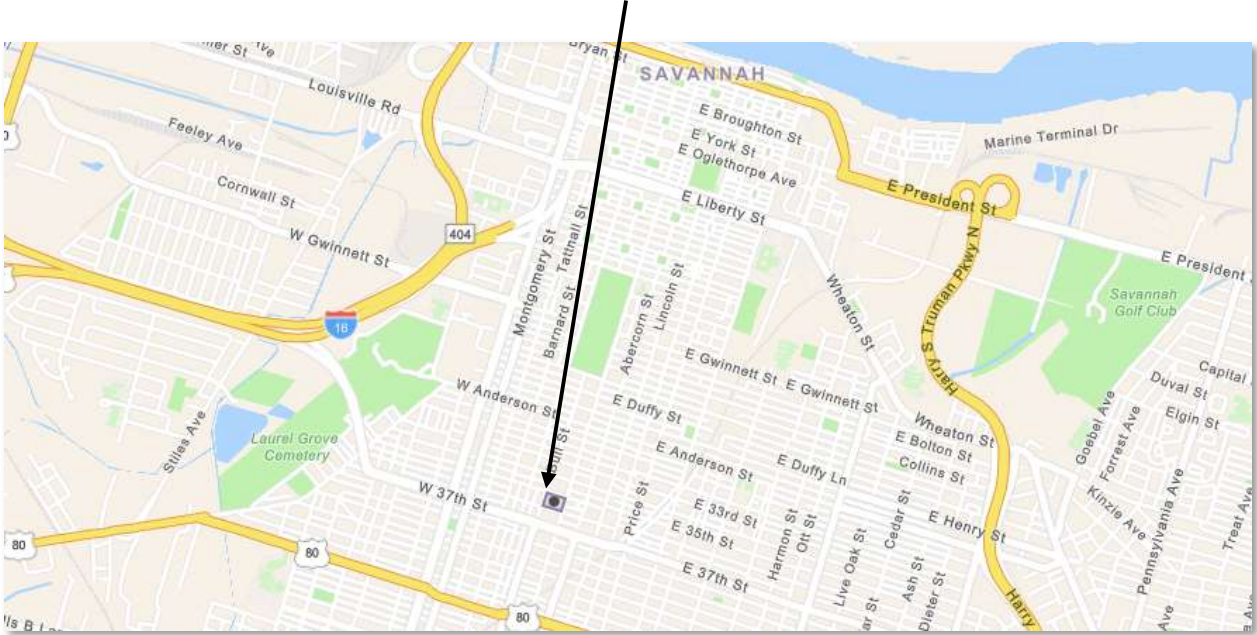 Bryan St
SAVANNAH
Louisville Rd
E Broughton St
Feeley Ave
E York St
E Oglethorpe Ave
Marine Terminal Dr
Cornwall St
E Liberty St
E President St
404
W Gwinnett St
Tattnall St
Barnard St
Montgomery St
E President
Harry S Truman Pkwy N
Wheaton St
Savannah
Golf Club
Lincoln St
Abercorn St
16
E Gwinnett St
E Gwinnett St
Capital
Duval St
Elgin St
W Anderson St
E Duffy St
Bull St
Wheaton St
E Bolton St
Collins St
Goebel Ave
Forrest Ave
Stiles Ave
Laurel Grove
Cemetery
E Anderson St
E Duffy Ln
W 37th St
Price St
E 33rd St
E 35th St
E 37th St
Harmon St
Ott St
Cedar St
E Henry St
Kinzie Ave
Pennsylvania Ave
Treat Ave
Live Oak St
Ash St
Dieter St
Harry
80
80
80
Ave